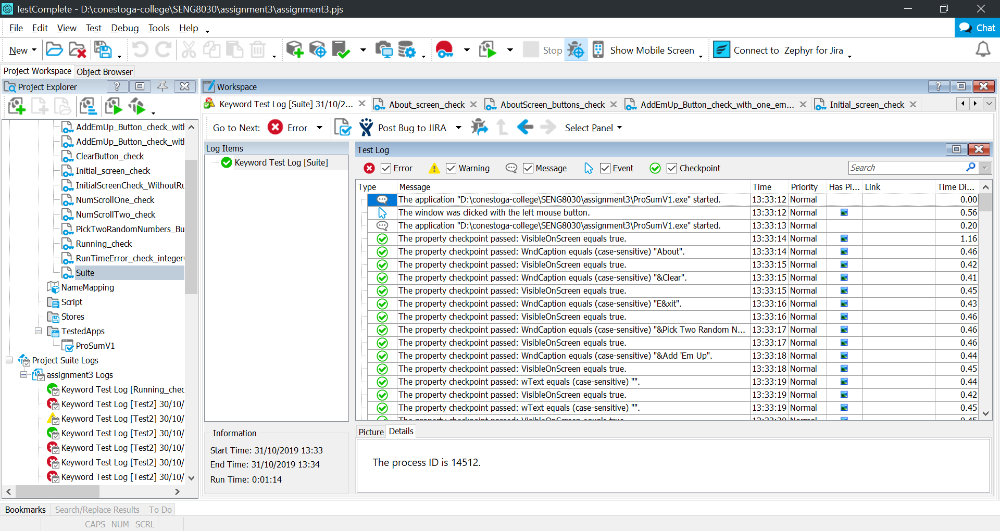 TestComplete - D:\conestoga-college\SENG8030\assignment3\assignment3.pjs
File Edit View Test Tools Debug Help
Chat
New
Stop
Show Mobile Screen
Connect to Zephyr for Jira
Project Workspace
Object Browser
Project Explorer
AddEmUp_Button_check_with
AddEmUp_Button_check_with
ClearButton_check
Initial_screen_check
InitialScreenCheck_WithoutRu
NumScrollOne_check
NumScrollTwo_check
PickTwoRandomNumbers_Bu
Running_check
RunTimeError_check_integer
Suite
NameMapping
Script
Stores
TestedApps
ProSumV1
Project Suite Logs
assignment3 Logs
Keyword Test Log [Running_chec
Keyword Test Log [Test2] 30/10/
Keyword Test Log [Test2] 30/10/
Keyword Test Log [Test2] 30/10/
Keyword Test Log [Test2] 30/10/
Keyword Test Log [Test2] 30/10/
Keyword Test Log [Test2] 30/10/
Workspace
Keyword Test Log [Suite] 31/10/2...
About_screen_check
AboutScreen_buttons_check
AddEmUp_Button_check_with_one_em...
Initial_screen_check
Go to Next: Error
Post Bug to JIRA
Select Panel
Log Items
Keyword Test Log [Suite]
Information
Start Time: 31/10/2019 13:33
End Time: 31/10/2019 13:34
Run Time: 0:01:14
Test Log
Error Warning Message Event Checkpoint
Search
Type Message Time Priority Has Pi... Link Time Di...
The application "D:\conestoga-college\SENG8030\assignment3\ProSumV1.exe" started. 13:33:12 Normal 0.00
The window was clicked with the left mouse button. 13:33:12 Normal 0.56
The application "D:\conestoga-college\SENG8030\assignment3\ProSumV1.exe" started. 13:33:13 Normal 0.20
The property checkpoint passed: VisibleOnScreen equals true. 13:33:14 Normal 1.16
The property checkpoint passed: WndCaption equals (case-sensitive) "About". 13:33:14 Normal 0.46
The property checkpoint passed: VisibleOnScreen equals true. 13:33:15 Normal 0.42
The property checkpoint passed: WndCaption equals (case-sensitive) "&Clear". 13:33:15 Normal 0.41
The property checkpoint passed: VisibleOnScreen equals true. 13:33:15 Normal 0.45
The property checkpoint passed: WndCaption equals (case-sensitive) "E&xit". 13:33:16 Normal 0.43
The property checkpoint passed: VisibleOnScreen equals true. 13:33:16 Normal 0.46
The property checkpoint passed: WndCaption equals (case-sensitive) "&Pick Two Random N... 13:33:17 Normal 0.46
The property checkpoint passed: VisibleOnScreen equals true. 13:33:17 Normal 0.46
The property checkpoint passed: WndCaption equals (case-sensitive) "&Add 'Em Up". 13:33:18 Normal 0.44
The property checkpoint passed: VisibleOnScreen equals true. 13:33:18 Normal 0.45
The property checkpoint passed: wText equals (case-sensitive) "". 13:33:19 Normal 0.44
The property checkpoint passed: VisibleOnScreen equals true. 13:33:19 Normal 0.42
The property checkpoint passed: wText equals (case-sensitive) "". 13:33:19 Normal 0.45
The property checkpoint passed: VisibleOnScreen equals true. 13:33:20 Normal 0.45
Picture
Details
The process ID is 14512.
Bookmarks
Search/Replace Results
To Do
CAPS NUM SCRL